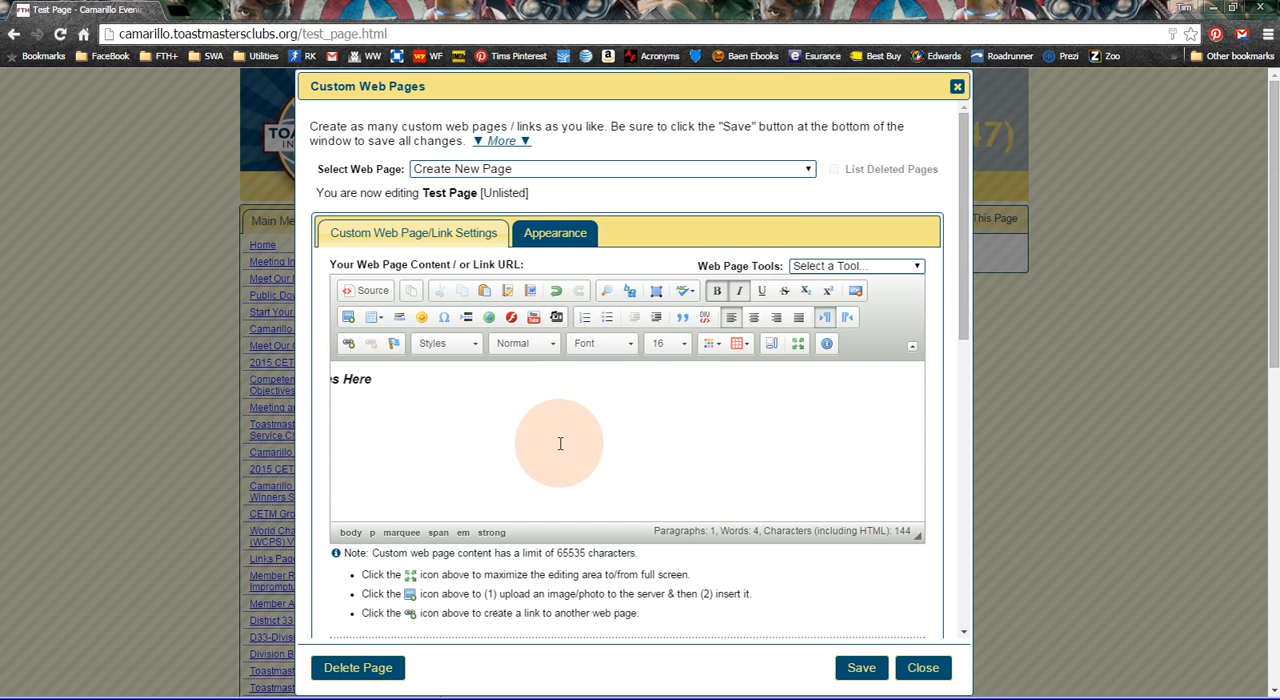 Test Page - Camarillo Eveni
Tim
camarillo.toastmastersclubs.org/test_page.html
Bookmarks FaceBook FTH+ SWA Utilities RK WW WF Tims Pinterest Acronyms Baen Ebooks Esurance Best Buy Edwards Roadrunner Prezi Zoo Other bookmarks
Custom Web Pages
Create as many custom web pages / links as you like. Be sure to click the "Save" button at the bottom of the
window to save all changes. ▼ More ▼
Select Web Page: Create New Page List Deleted Pages
You are now editing Test Page [Unlisted]
Custom Web Page/Link Settings Appearance
Your Web Page Content / or Link URL: Web Page Tools: Select a Tool...
Source
Styles Normal Font 16
s Here
body p marquee span em strong Paragraphs: 1, Words: 4, Characters (including HTML): 144
Note: Custom web page content has a limit of 65535 characters.
• Click the icon above to maximize the editing area to/from full screen.
• Click the icon above to (1) upload an image/photo to the server & then (2) insert it.
• Click the icon above to create a link to another web page.
Delete Page Save Close
TOA
IN
47)
This Page
Main Me
Home
Meeting In
Meet Our
Public Do
Start Your
Camarillo
Meet Our
2015 CET
Competen
Objectives
Meeting a
Toastmast
Service C
Camarillo
2015 CET
Camarillo
Winners S
CETM Gro
World Cha
(WCPS) V
Links Page
Member R
Impromptu
Member A
District 33
D33-Divisi
Division B
Toastmast
Toastmast